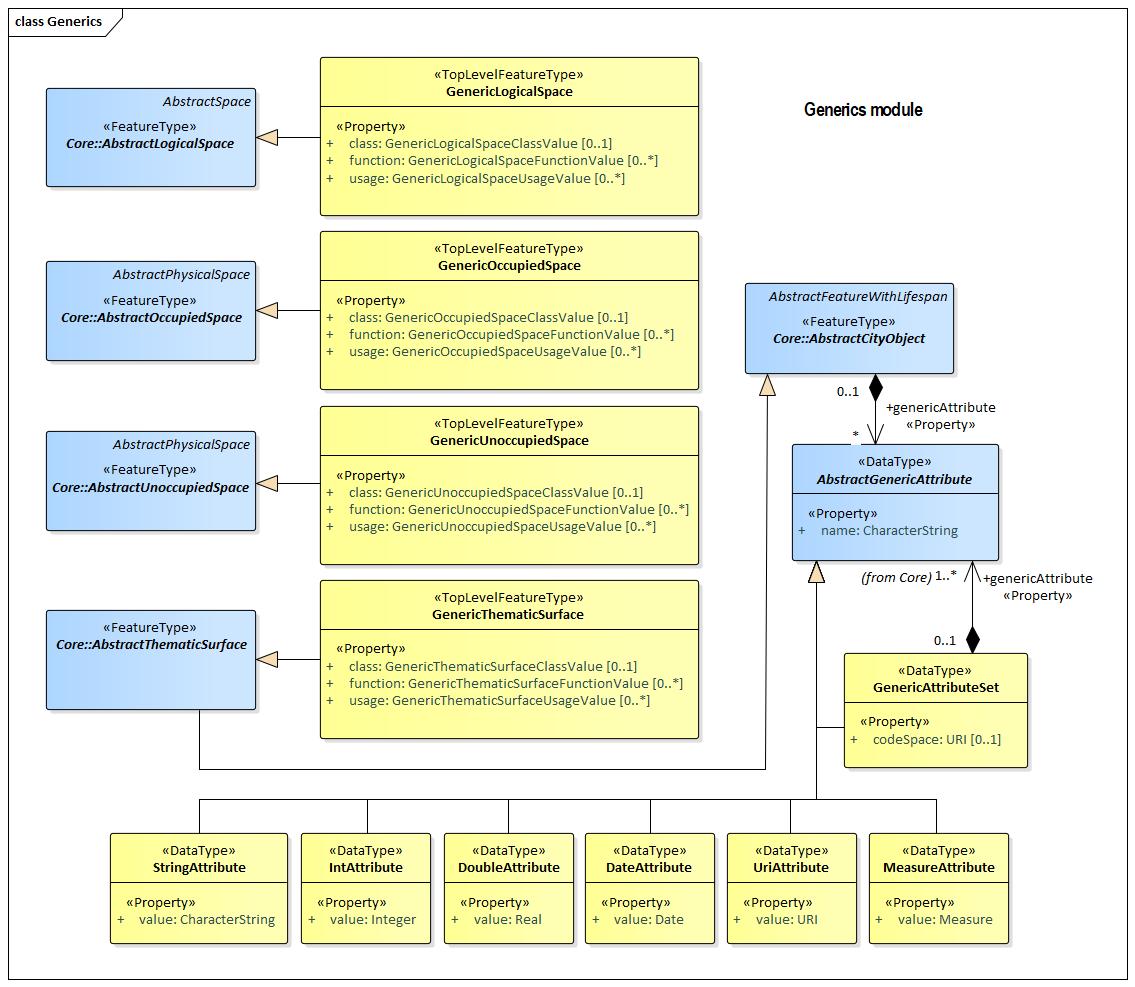 class Generics
Generics module
AbstractSpace
«FeatureType»
Core::AbstractLogicalSpace
«TopLevelFeatureType»
GenericLogicalSpace
«Property»
+ class: GenericLogicalSpaceClassValue [0..1]
+ function: GenericLogicalSpaceFunctionValue [0..*]
+ usage: GenericLogicalSpaceUsageValue [0..*]
AbstractPhysicalSpace
«FeatureType»
Core::AbstractOccupiedSpace
«TopLevelFeatureType»
GenericOccupiedSpace
«Property»
+ class: GenericOccupiedSpaceClassValue [0..1]
+ function: GenericOccupiedSpaceFunctionValue [0..*]
+ usage: GenericOccupiedSpaceUsageValue [0..*]
AbstractPhysicalSpace
«FeatureType»
Core::AbstractUnoccupiedSpace
«TopLevelFeatureType»
GenericUnoccupiedSpace
«Property»
+ class: GenericUnoccupiedSpaceClassValue [0..1]
+ function: GenericUnoccupiedSpaceFunctionValue [0..*]
+ usage: GenericUnoccupiedSpaceUsageValue [0..*]
«FeatureType»
Core::AbstractThematicSurface
«TopLevelFeatureType»
GenericThematicSurface
«Property»
+ class: GenericThematicSurfaceClassValue [0..1]
+ function: GenericThematicSurfaceFunctionValue [0..*]
+ usage: GenericThematicSurfaceUsageValue [0..*]
AbstractFeatureWithLifespan
«FeatureType»
Core::AbstractCityObject
0..1
+genericAttribute
«Property»
*
«DataType»
AbstractGenericAttribute
«Property»
+ name: CharacterString
(from Core)
1..*
+genericAttribute
«Property»
0..1
«DataType»
GenericAttributeSet
«Property»
+ codeSpace: URI [0..1]
«DataType»
StringAttribute
«Property»
+ value: CharacterString
«DataType»
IntAttribute
«Property»
+ value: Integer
«DataType»
DoubleAttribute
«Property»
+ value: Real
«DataType»
DateAttribute
«Property»
+ value: Date
«DataType»
UriAttribute
«Property»
+ value: URI
«DataType»
MeasureAttribute
«Property»
+ value: Measure